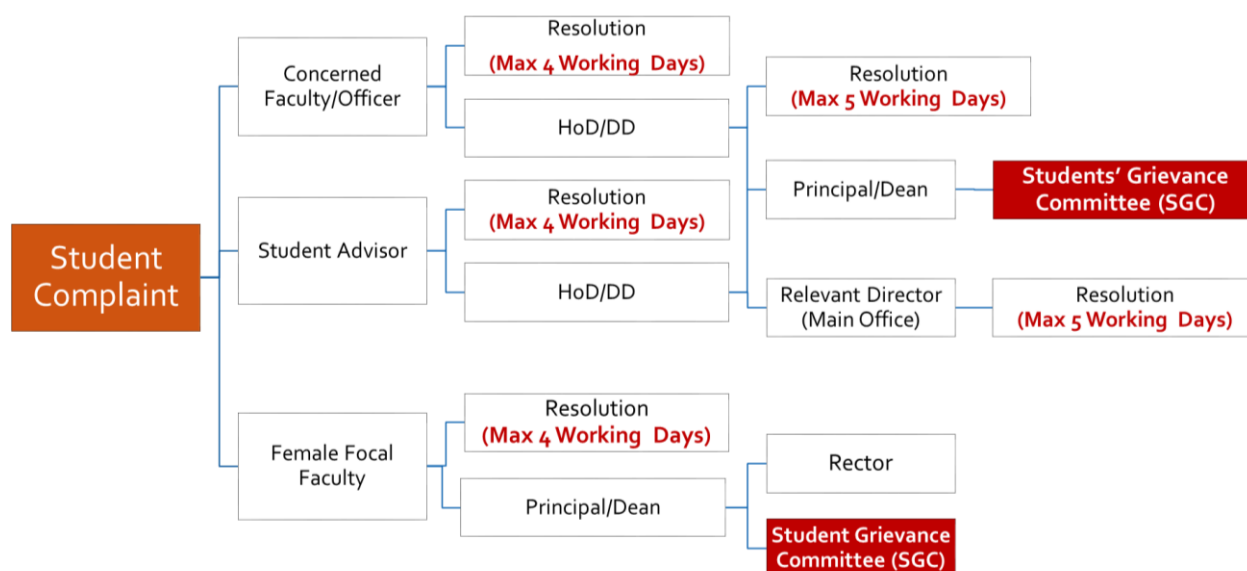 Student
Complaint
Concerned
Faculty/Officer
Resolution
(Max 4 Working Days)
HoD/DD
Resolution
(Max 5 Working Days)
Principal/Dean
Students' Grievance
Committee (SGC)
Student Advisor
Resolution
(Max 4 Working Days)
HoD/DD
Relevant Director
(Main Office)
Resolution
(Max 5 Working Days)
Female Focal
Faculty
Resolution
(Max 4 Working Days)
Principal/Dean
Rector
Student Grievance
Committee (SGC)